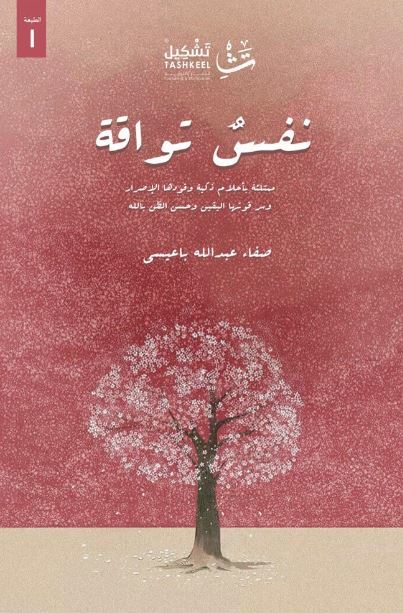 الطبعة
١
تَشْكِيل
TASHKEEL
نفسٌ تواقة
ممتلئة بأحلام ذكية وقودها الإصرار
وسر قوتها اليقين وحسن الظن بالله
صفاء عبدالله باعيسى